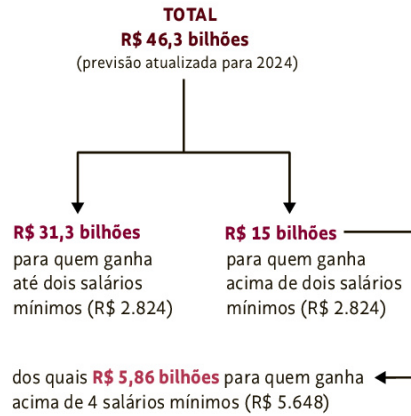 TOTAL
R$ 46,3 bilhões
(previsão atualizada para 2024)
R$ 31,3 bilhões
para quem ganha
até dois salários
mínimos (R$ 2.824)
R$ 15 bilhões
para quem ganha
acima de dois salários
mínimos (R$ 2.824)
dos quais R$ 5,86 bilhões para quem ganha
acima de 4 salários mínimos (R$ 5.648)